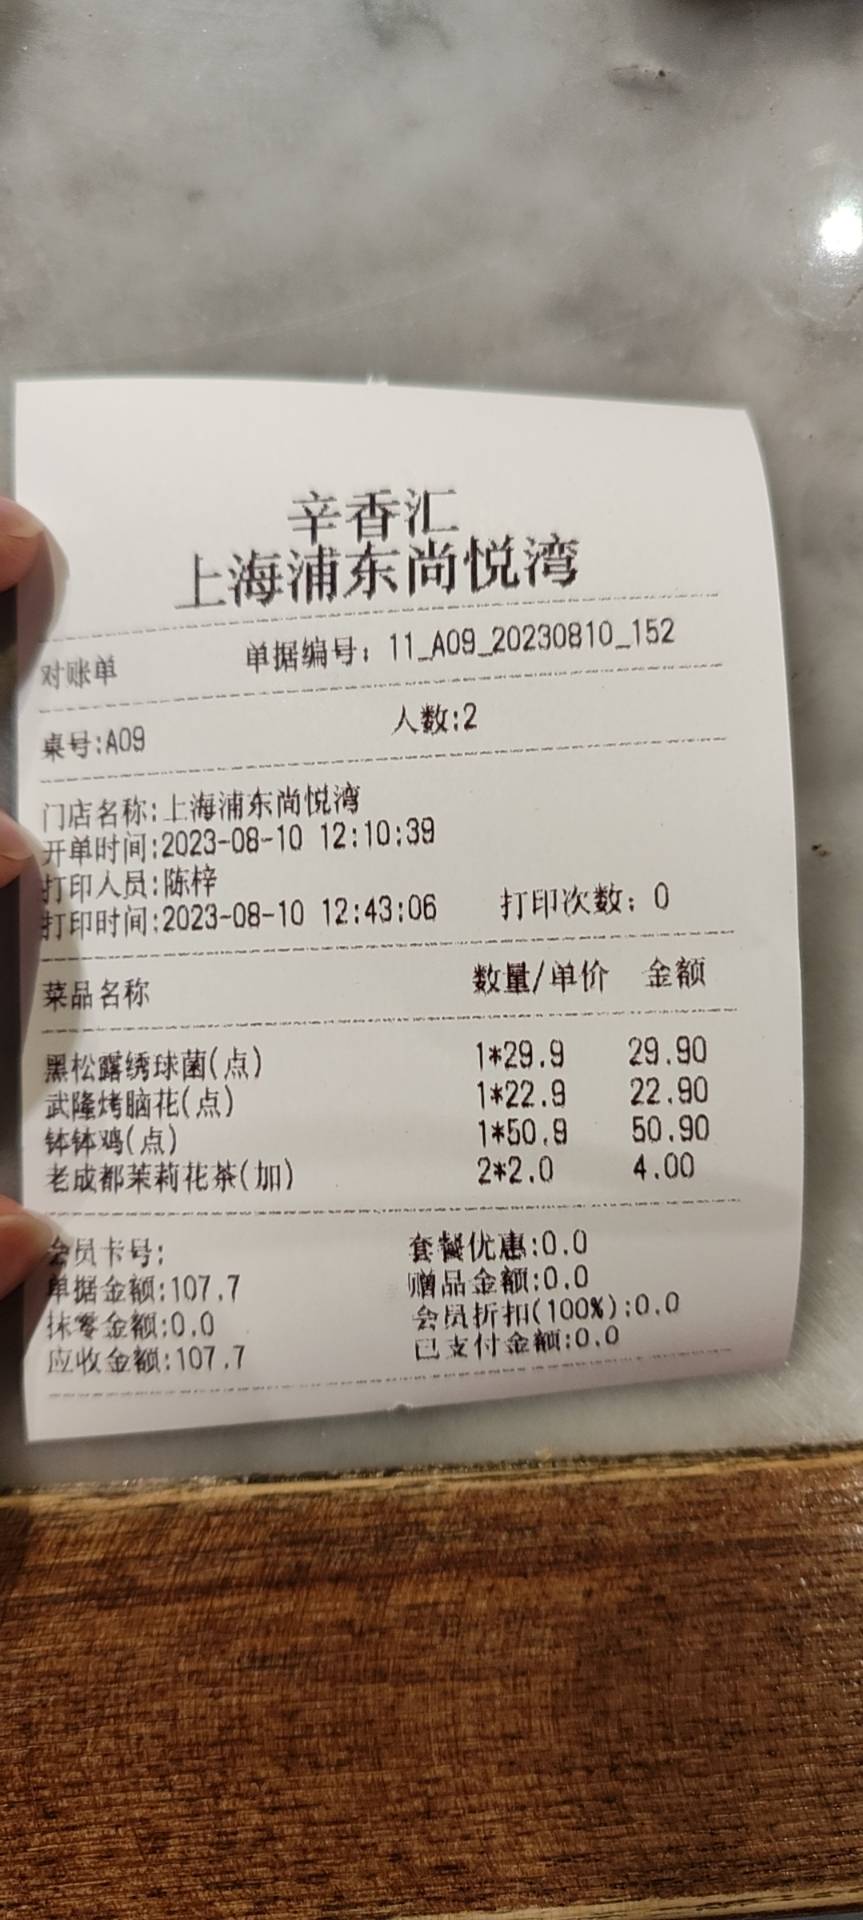 辛香汇
上海浦东尚悦湾
对账单 单据编号：11_A09_20230810_152
桌号:A09 人数:2
门店名称:上海浦东尚悦湾
开单时间:2023-08-10 12:10:39
打印人员:陈梓
打印时间:2023-08-10 12:43:06 打印次数：0
菜品名称 数量/单价 金额
黑松露绣球菌(点) 1*29.9 29.90
武隆烤脑花(点) 1*22.9 22.90
钵钵鸡(点) 1*50.9 50.90
老成都茉莉花茶(加) 2*2.0 4.00
会员卡号: 套餐优惠:0.0
单据金额:107.7 赠品金额:0.0
抹零金额:0.0 会员折扣(100%):0.0
应收金额:107.7 已支付金额:0.0